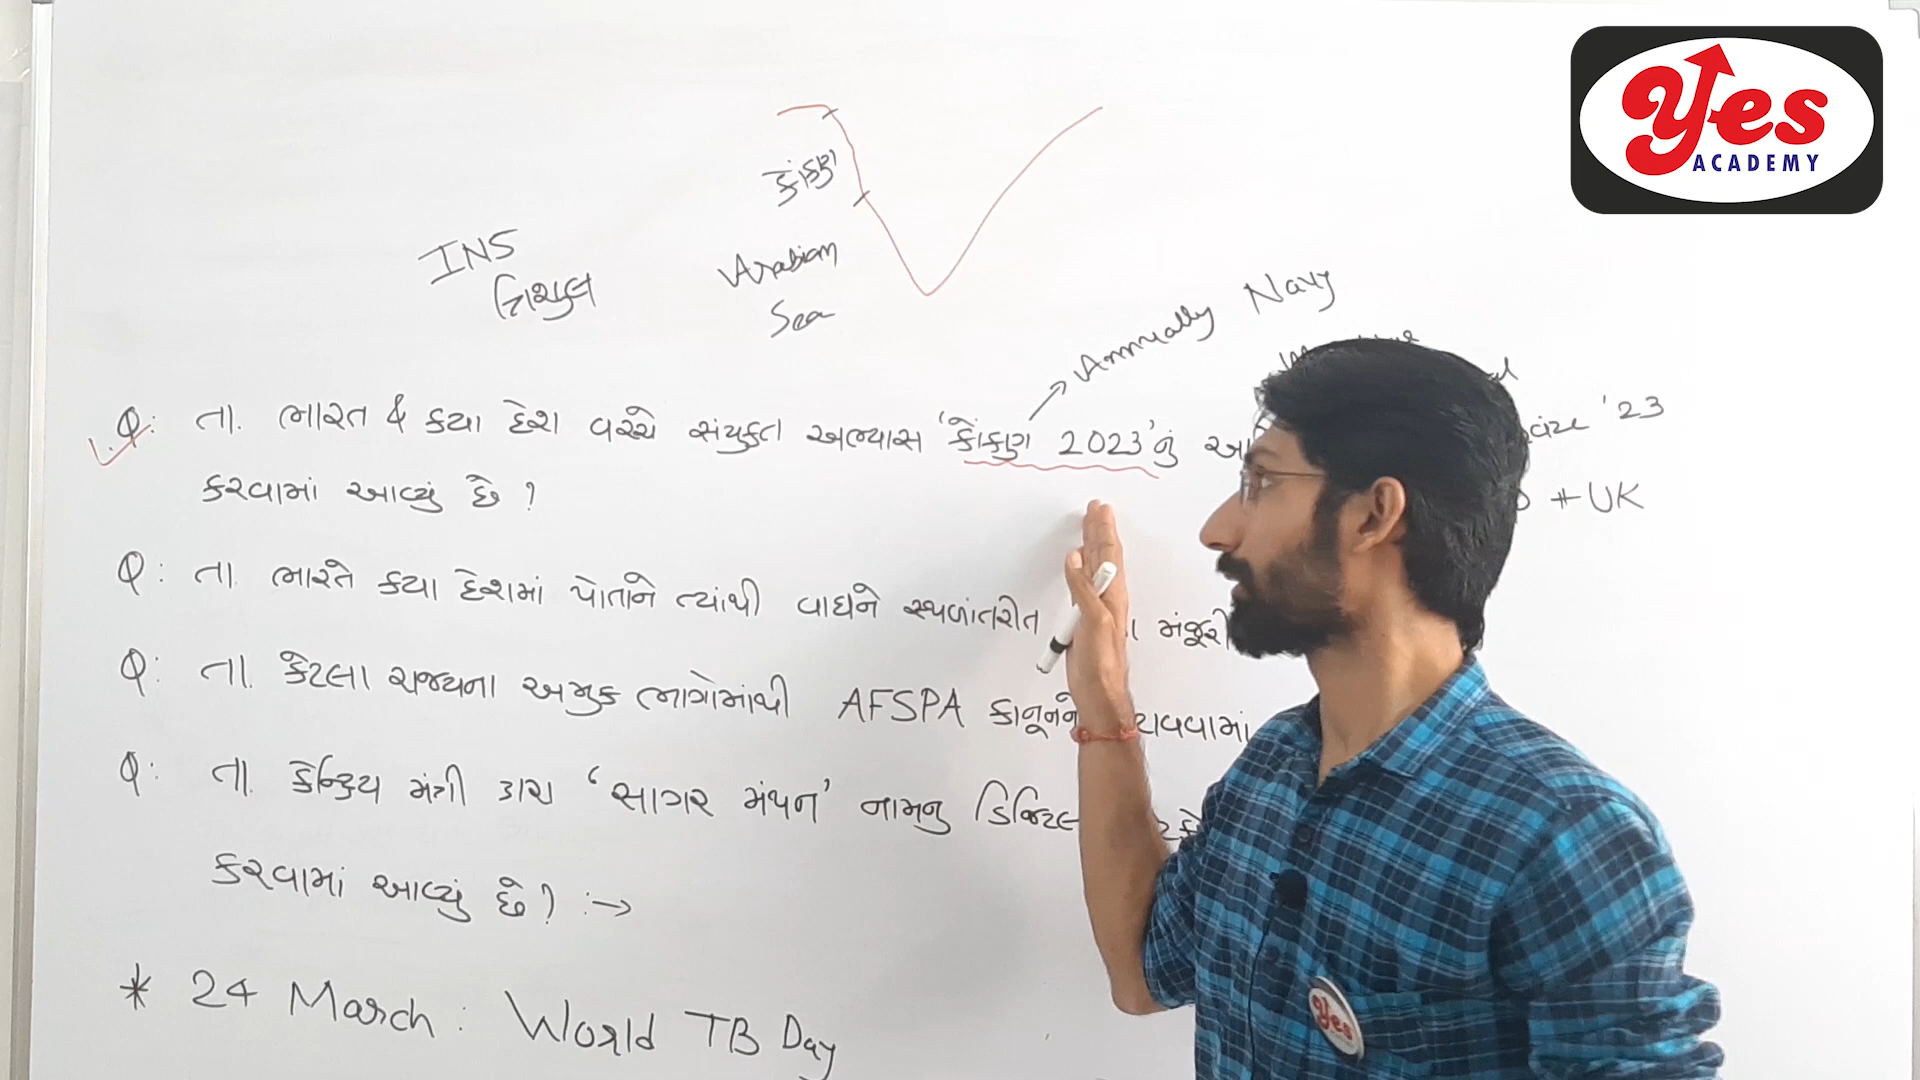 Yes
ACADEMY
કોંકણ
INS
ત્રિશુલ
Arabian
Sea
Annually Navy
Q: તા. ભારત & કયા દેશ વચ્ચે સંયુક્ત અભ્યાસ 'કોંકણ 2023'નું
'23
કરવામાં આવ્યું છે ?
# UK
Q: તા. ભારતે કયા દેશમાં પોતાને ત્યાંથી વાઘને સ્થળાંતરીત
Q: તા. કેટલા રાજ્યના અમુક ભાગોમાંથી AFSPA કાનૂનને
Q: તા. કેન્દ્રિય મંત્રી દ્વારા 'સાગર મંથન' નામનુ ડિજિટલ
કરવામાં આવ્યું છે ? :→
* 24 March : World TB Day
Yes